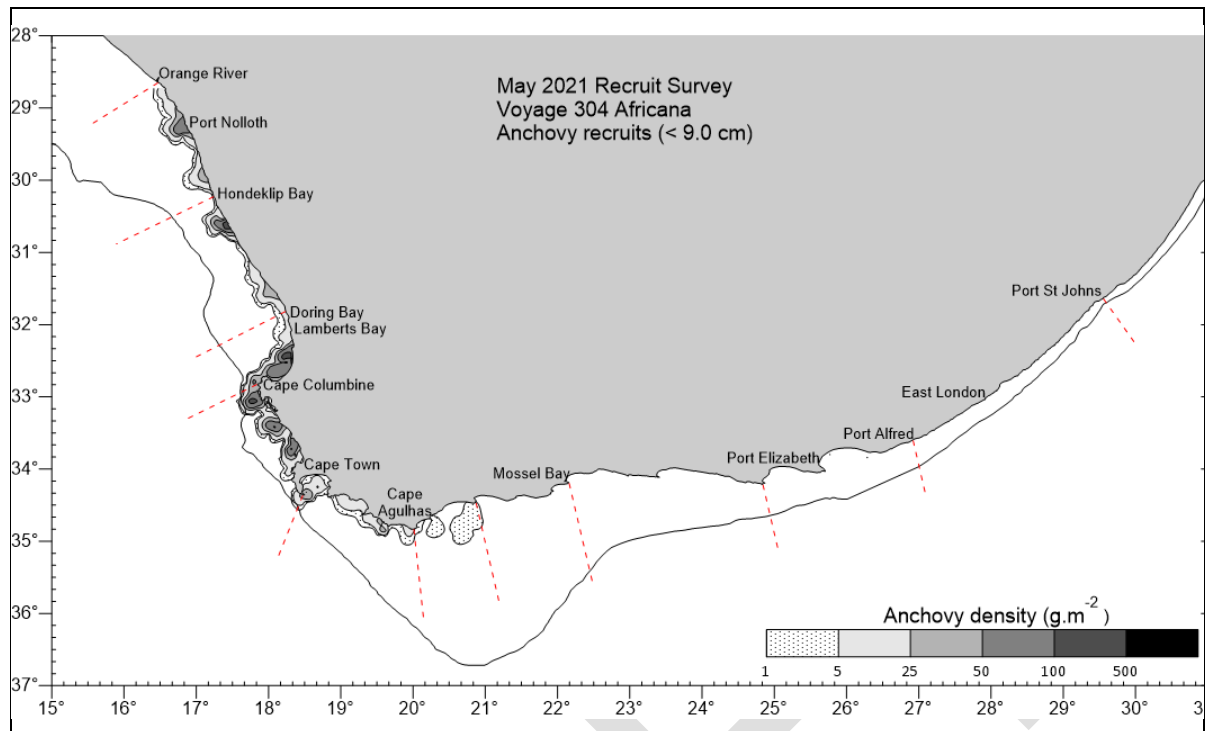 May 2021 Recruit Survey
Voyage 304 Africana
Anchovy recruits (< 9.0 cm)
28°
29°
30°
31°
32°
33°
34°
35°
36°
37°
Orange River
Port Nolloth
Hondeklip Bay
Doring Bay
Lamberts Bay
Cape Columbine
Cape Town
Cape
Agulhas
Mossel Bay
Port Elizabeth
Port Alfred
East London
Port St Johns
Anchovy density (g.m⁻²)
1 5 25 50 100 500
15° 16° 17° 18° 19° 20° 21° 22° 23° 24° 25° 26° 27° 28° 29° 30° 3